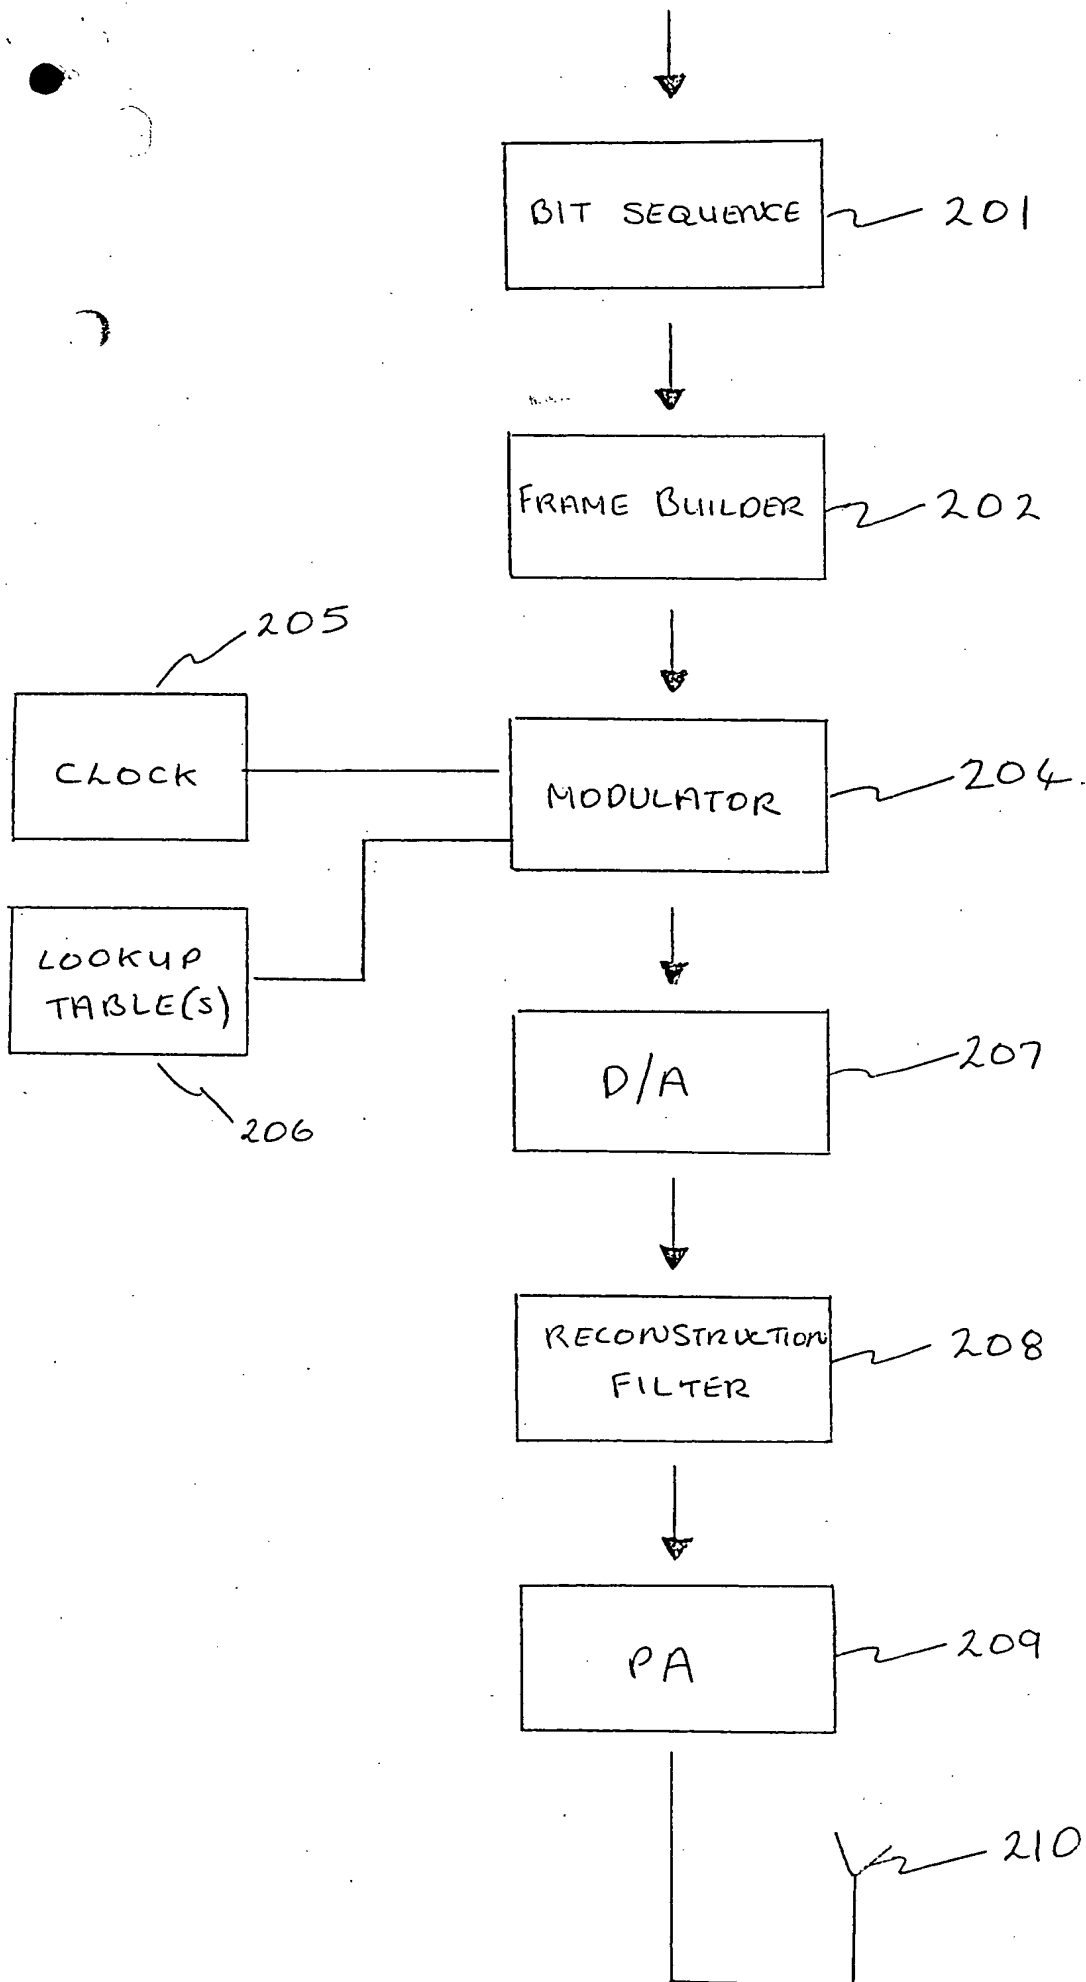 BIT SEQUENCE
201
FRAME BUILDER
202
205
CLOCK
MODULATOR
204.
LOOKUP
TABLE(S)
206
D/A
207
RECONSTRUCTION
FILTER
208
PA
209
210